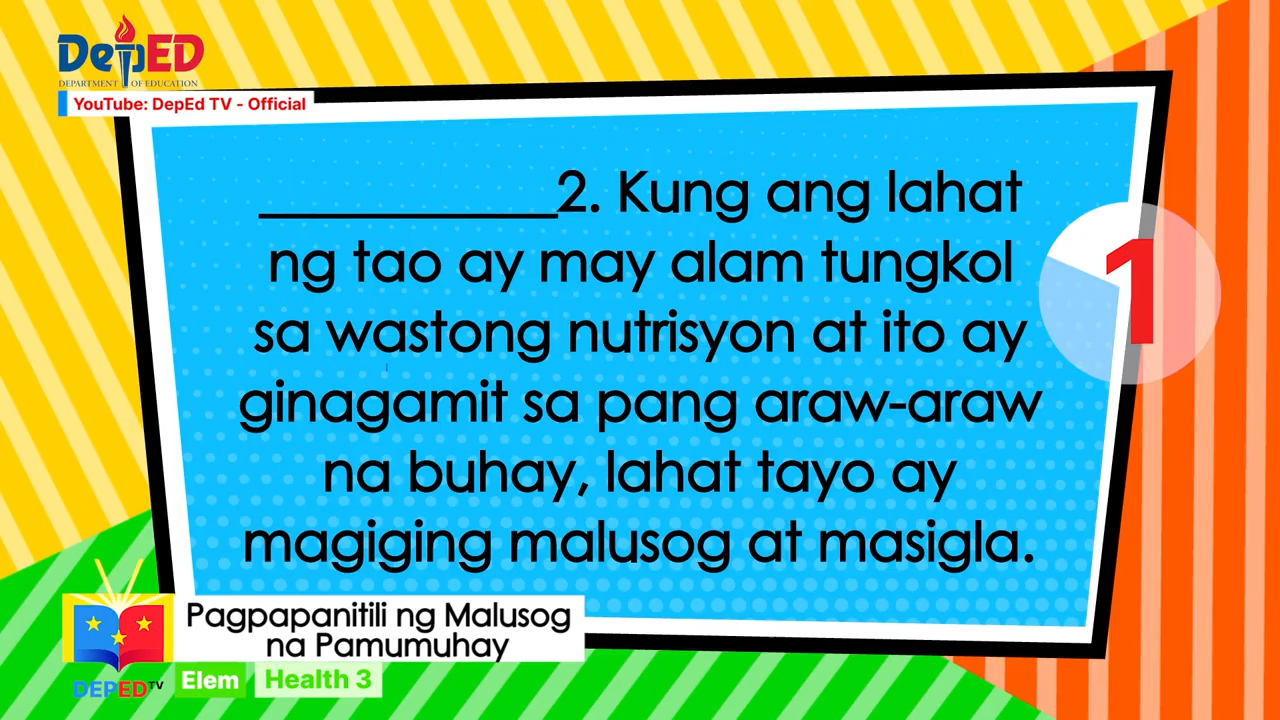 DepED
DEPARTMENT OF EDUCATION
YouTube: DepEd TV - Official
___________2. Kung ang lahat
ng tao ay may alam tungkol
sa wastong nutrisyon at ito ay
ginagamit sa pang araw-araw
na buhay, lahat tayo ay
magiging malusog at masigla.
1
Pagpapanitili ng Malusog
na Pamumuhay
DEPED TV
Elem Health 3